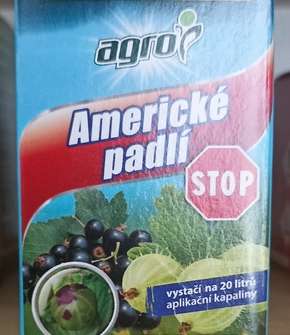 agro
Americké
padlí
STOP
vystačí na 20 litrů
aplikační kapaliny